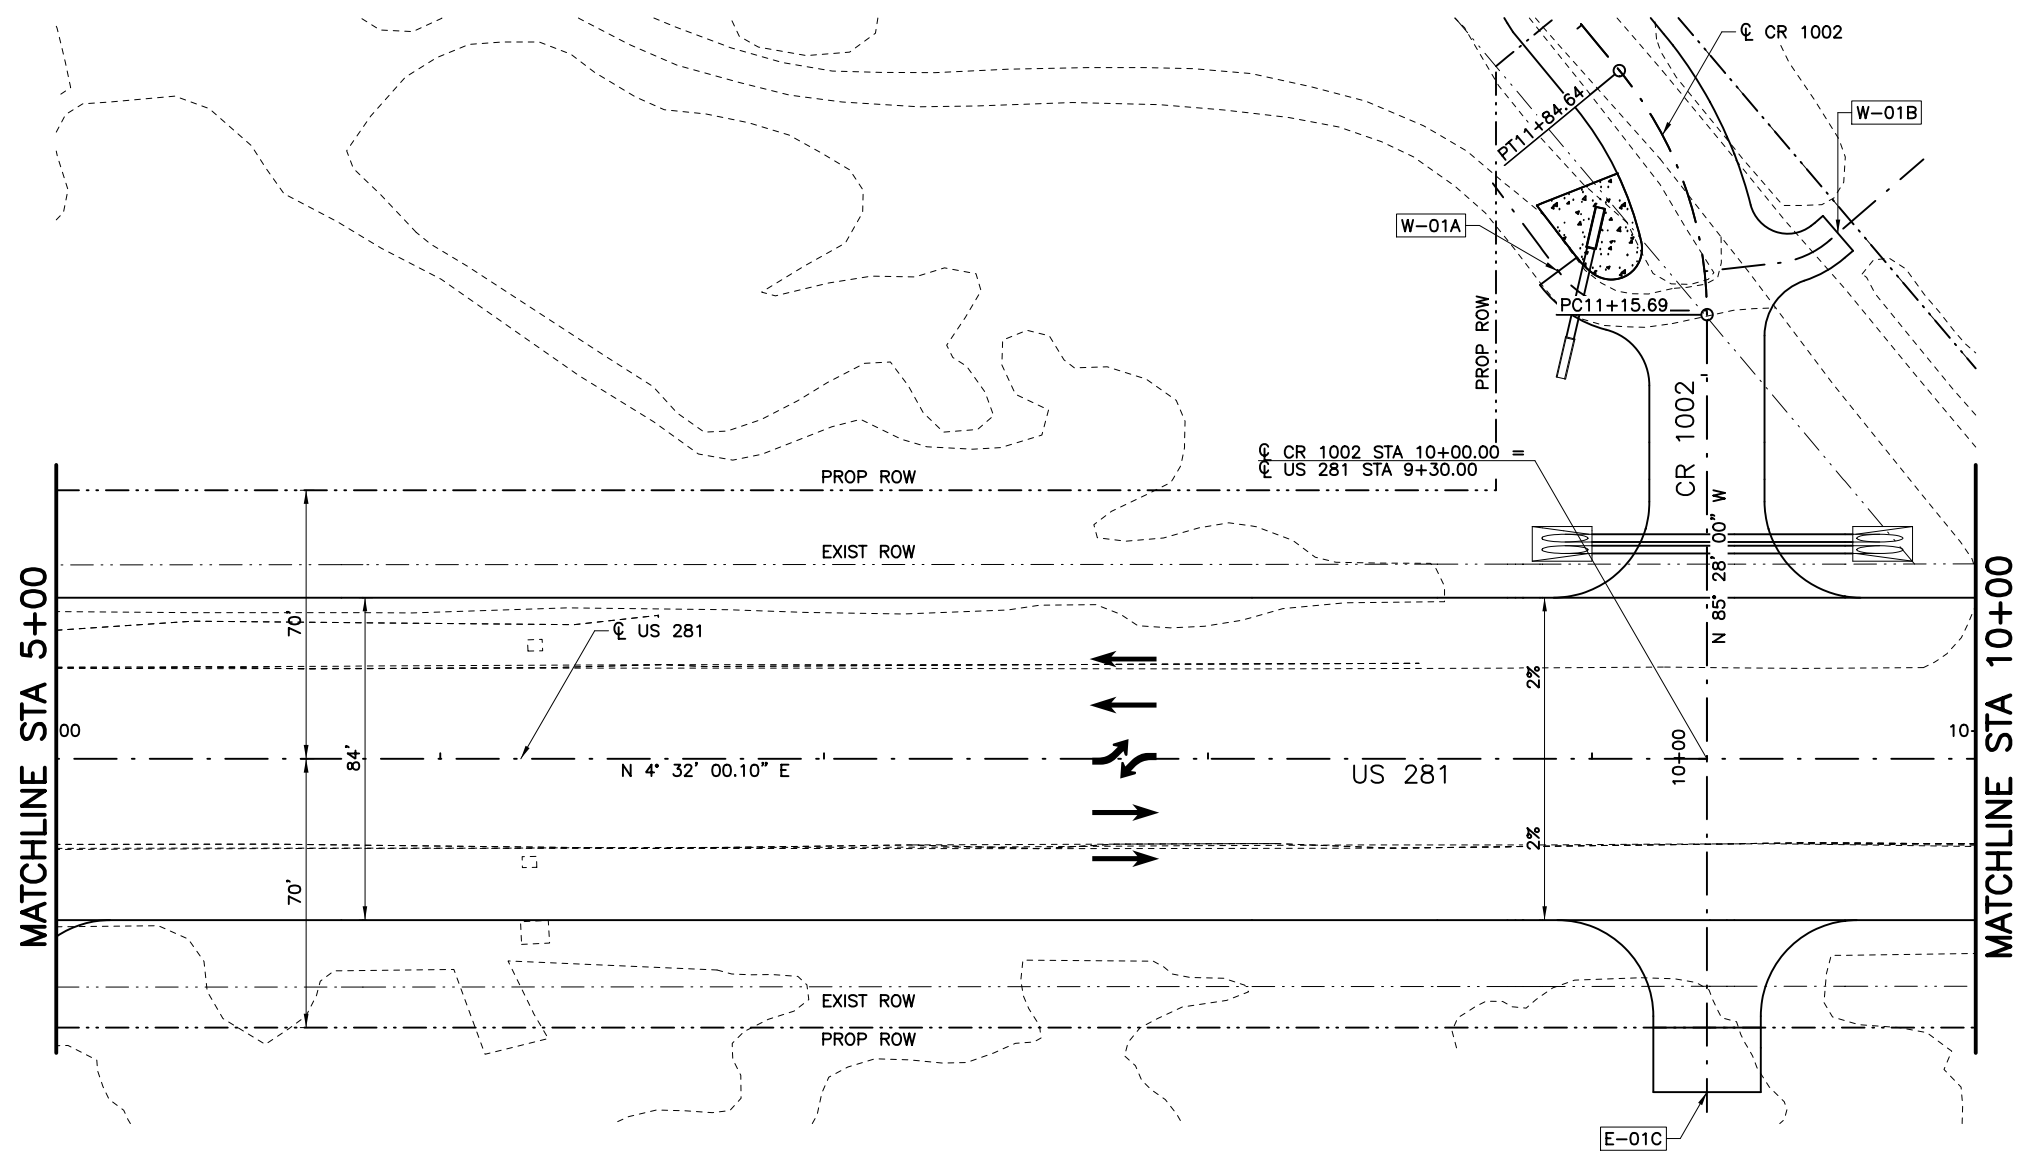 ℄ CR 1002
W-01B
PT11+84.64
W-01A
PC11+15.69
PROP ROW
CR 1002
℄ CR 1002 STA 10+00.00 =
℄ US 281 STA 9+30.00
PROP ROW
N 85° 28' 00" W
EXIST ROW
MATCHLINE STA 5+00
MATCHLINE STA 10+00
70'
℄ US 281
2%
00
10
84'
N 4° 32' 00.10" E
US 281
10+00
2%
70'
EXIST ROW
PROP ROW
E-01C